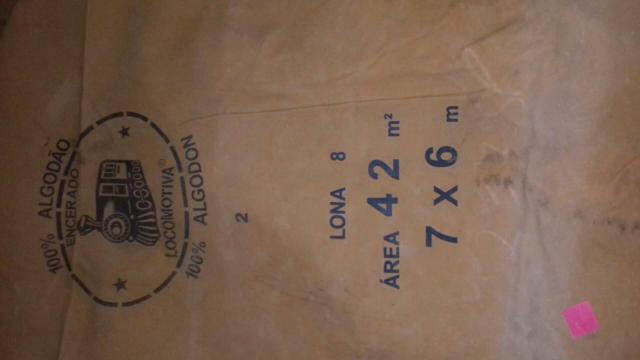 100% ALGODÃO
ENCERADO
LOCOMOTIVA®
100% ALGODON
2
LONA 8
ÁREA 42 m²
7 x 6 m